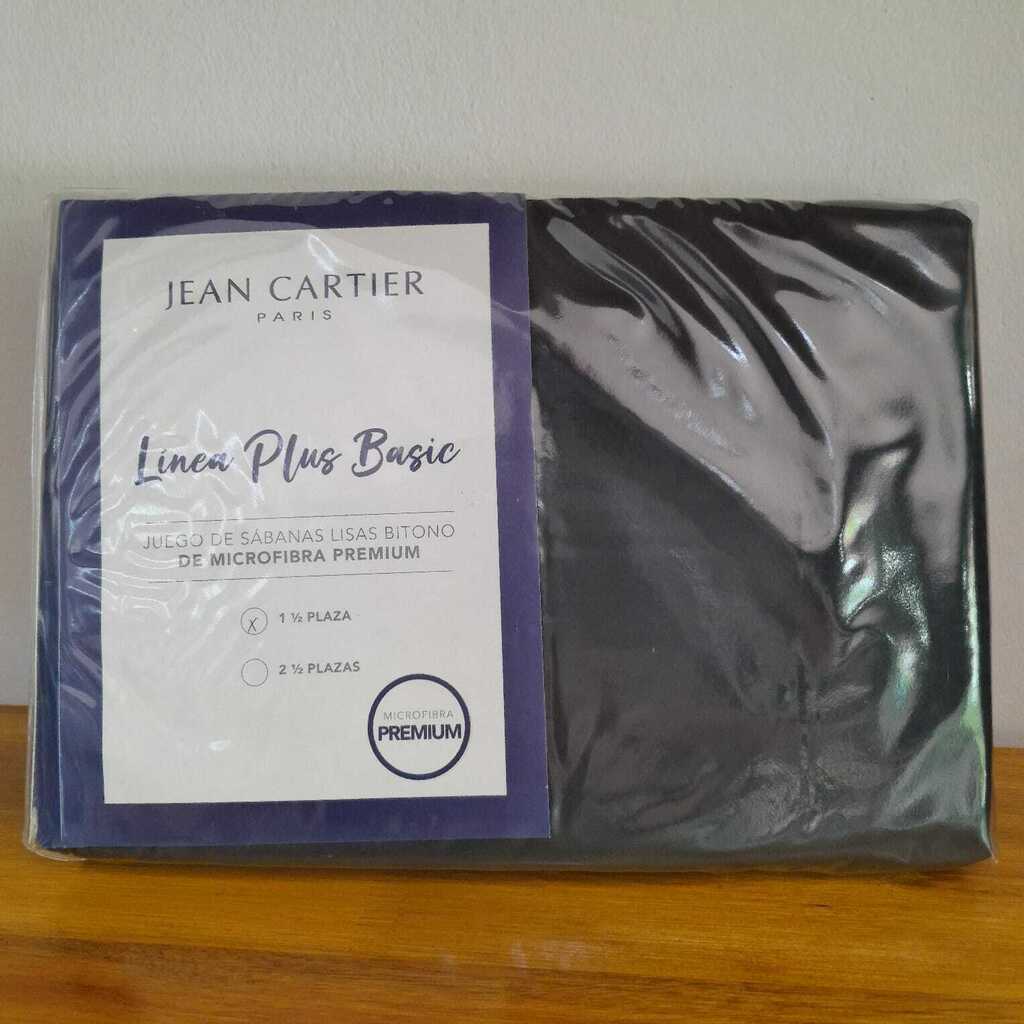 JEAN CARTIER
PARIS
Línea Plus Basic
JUEGO DE SÁBANAS LISAS BITONO
DE MICROFIBRA PREMIUM
X 1 ½ PLAZA
2 ½ PLAZAS
MICROFIBRA
PREMIUM